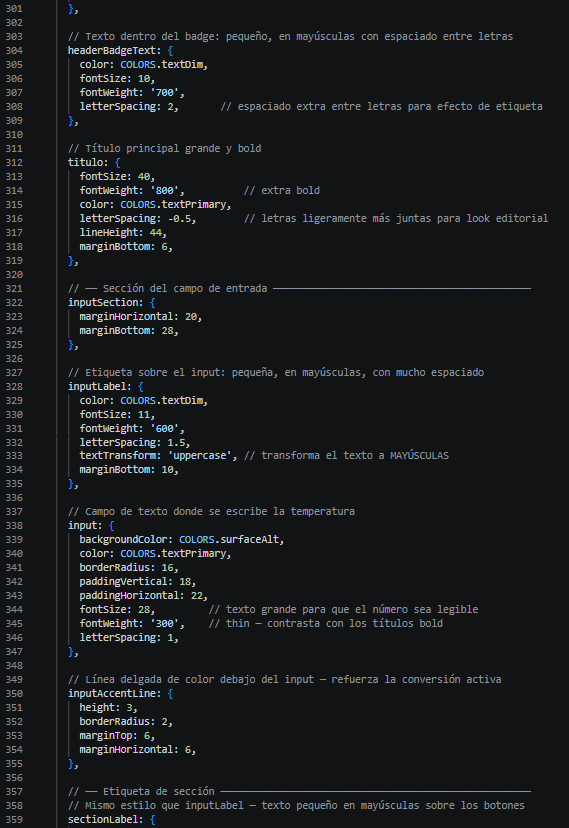 301 },
302
303 // Texto dentro del badge: pequeño, en mayúsculas con espaciado entre letras
304 headerBadgeText: {
305 color: COLORS.textDim,
306 fontSize: 10,
307 fontWeight: '700',
308 letterSpacing: 2, // espaciado extra entre letras para efecto de etiqueta
309 },
310
311 // Título principal grande y bold
312 titulo: {
313 fontSize: 40,
314 fontWeight: '800', // extra bold
315 color: COLORS.textPrimary,
316 letterSpacing: -0.5, // letras ligeramente más juntas para look editorial
317 lineHeight: 44,
318 marginBottom: 6,
319 },
320
321 // ── Sección del campo de entrada ───────────────────────────────────────────
322 inputSection: {
323 marginHorizontal: 20,
324 marginBottom: 28,
325 },
326
327 // Etiqueta sobre el input: pequeña, en mayúsculas, con mucho espaciado
328 inputLabel: {
329 color: COLORS.textDim,
330 fontSize: 11,
331 fontWeight: '600',
332 letterSpacing: 1.5,
333 textTransform: 'uppercase', // transforma el texto a MAYÚSCULAS
334 marginBottom: 10,
335 },
336
337 // Campo de texto donde se escribe la temperatura
338 input: {
339 backgroundColor: COLORS.surfaceAlt,
340 color: COLORS.textPrimary,
341 borderRadius: 16,
342 paddingVertical: 18,
343 paddingHorizontal: 22,
344 fontSize: 28, // texto grande para que el número sea legible
345 fontWeight: '300', // thin — contrasta con los títulos bold
346 letterSpacing: 1,
347 },
348
349 // Línea delgada de color debajo del input — refuerza la conversión activa
350 inputAccentLine: {
351 height: 3,
352 borderRadius: 2,
353 marginTop: 6,
354 marginHorizontal: 6,
355 },
356
357 // ── Etiqueta de sección ────────────────────────────────────────────────────
358 // Mismo estilo que inputLabel — texto pequeño en mayúsculas sobre los botones
359 sectionLabel: {